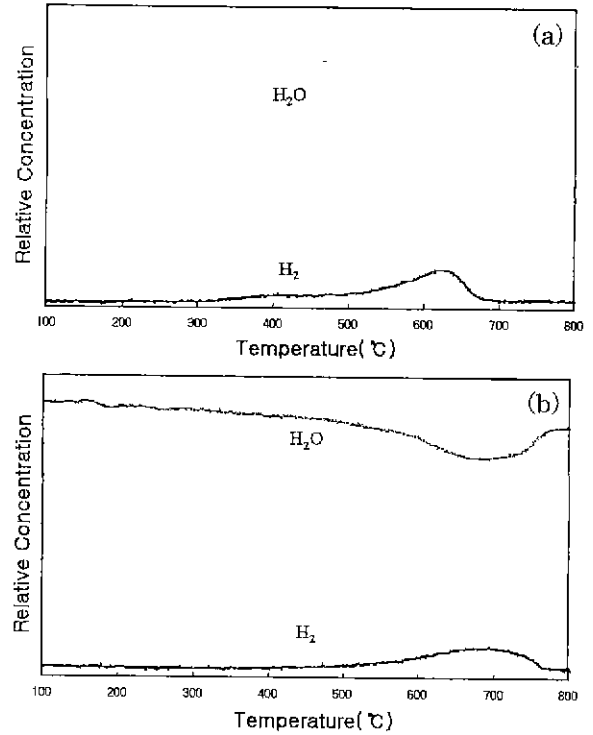 (a)
Relative Concentration
H₂O
H₂
100 200 300 400 500 600 700 800
Temperature(℃)
(b)
Relative Concentration
H₂O
H₂
100 200 300 400 500 600 700 800
Temperature(℃)